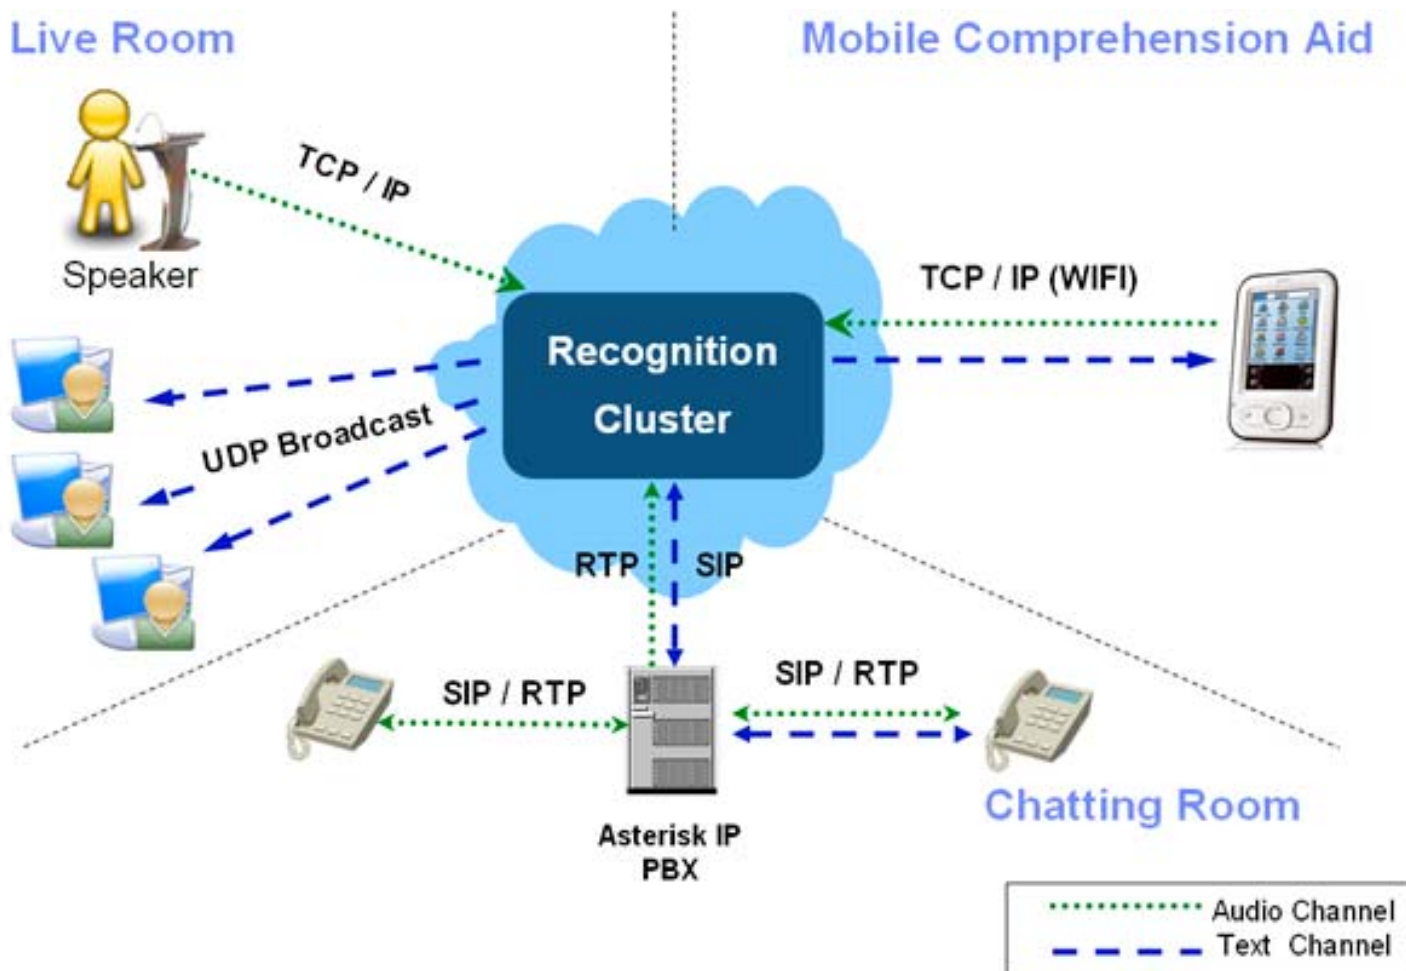 Live Room
Mobile Comprehension Aid
TCP / IP
Speaker
TCP / IP (WIFI)
Recognition
Cluster
UDP Broadcast
RTP
SIP
SIP / RTP
SIP / RTP
Asterisk IP
PBX
Chatting Room
Audio Channel
Text Channel